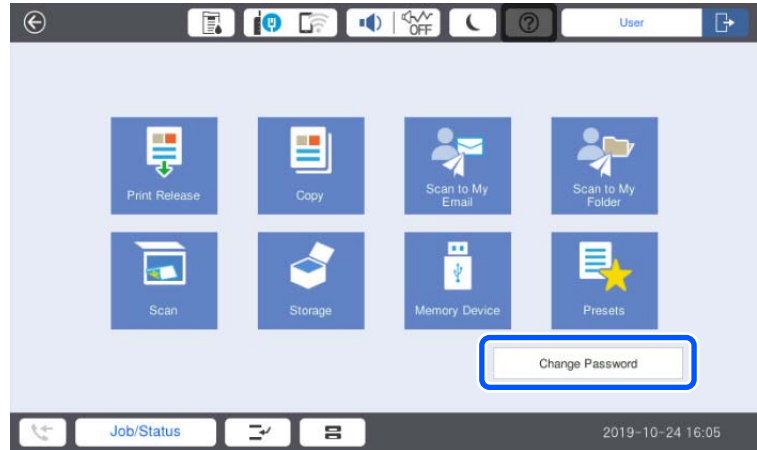 OFF
User
Print Release
Copy
Scan to My
Email
Scan to My
Folder
Scan
Storage
Memory Device
Presets
Change Password
Job/Status
2019-10-24 16:05